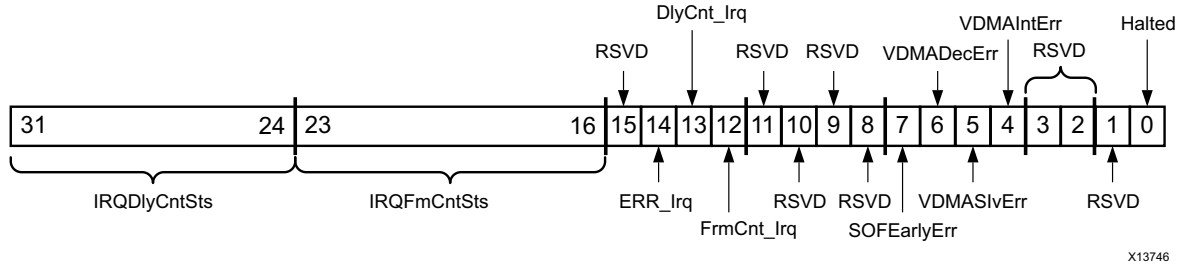 DlyCnt_Irq
VDMAIntErr
Halted
RSVD
RSVD
RSVD
VDMADecErr
RSVD
31 24 23 16 15 14 13 12 11 10 9 8 7 6 5 4 3 2 1 0
IRQDlyCntSts
IRQFmCntSts
ERR_Irq
RSVD
RSVD
VDMASlvErr
RSVD
FrmCnt_Irq
SOFEarlyErr
X13746